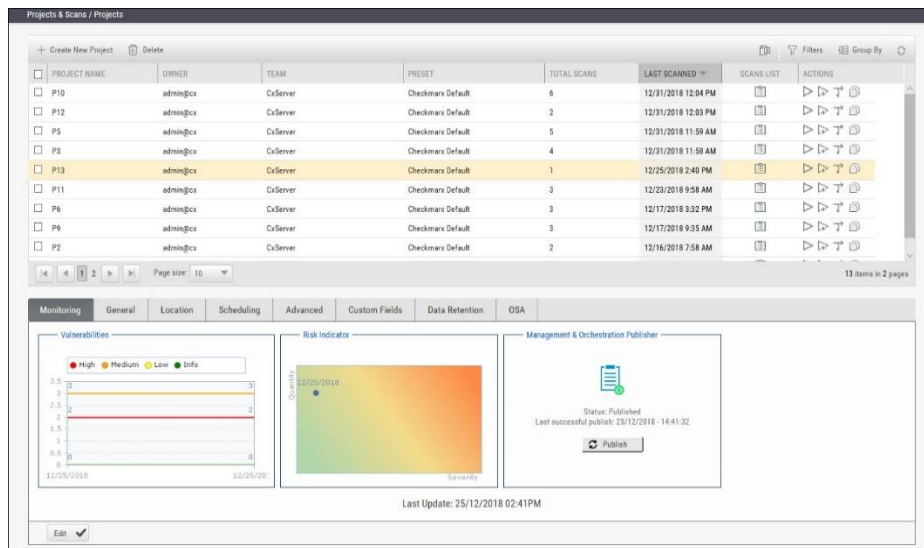 Projects & Scans / Projects
Create New Project Delete Filters Group By
PROJECT NAME OWNER TEAM PRESET TOTAL SCANS LAST SCANNED SCANS LIST ACTIONS
P10 admin@cx CxServer Checkmarx Default 6 12/31/2018 12:04 PM
P12 admin@cx CxServer Checkmarx Default 2 12/31/2018 12:03 PM
P5 admin@cx CxServer Checkmarx Default 5 12/31/2018 11:59 AM
P3 admin@cx CxServer Checkmarx Default 4 12/31/2018 11:58 AM
P13 admin@cx CxServer Checkmarx Default 1 12/25/2018 2:40 PM
P11 admin@cx CxServer Checkmarx Default 3 12/23/2018 9:58 AM
P6 admin@cx CxServer Checkmarx Default 3 12/17/2018 3:32 PM
P9 admin@cx CxServer Checkmarx Default 3 12/17/2018 9:35 AM
P2 admin@cx CxServer Checkmarx Default 2 12/16/2018 7:58 AM
1 2 Page size: 10 13 items in 2 pages
Monitoring General Location Scheduling Advanced Custom Fields Data Retention OSA
Vulnerabilities
High Medium Low Info
3.5
3 3 3
2.5
2 2 2
1.5
1
0.5
0 0 0
12/25/2018 12/25/20
Risk Indicator
Quantity
12/25/2018
Severity
Management & Orchestration Publisher
Status: Published
Last successful publish: 25/12/2018 - 14:41:32
Publish
Last Update: 25/12/2018 02:41PM
Edit